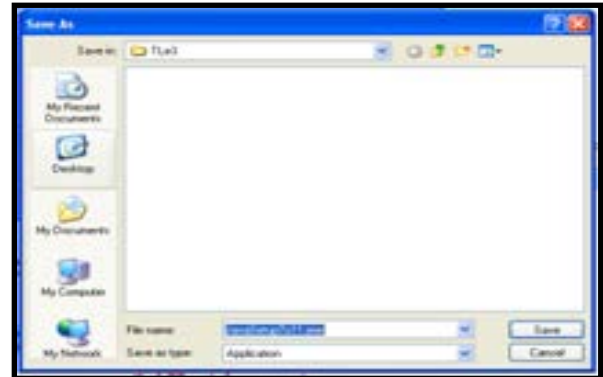 Save As
Save in:
TLe3
My Recent
Documents
Desktop
My Documents
My Computer
My Network
File name:
Save
Save as type:
Application
Cancel